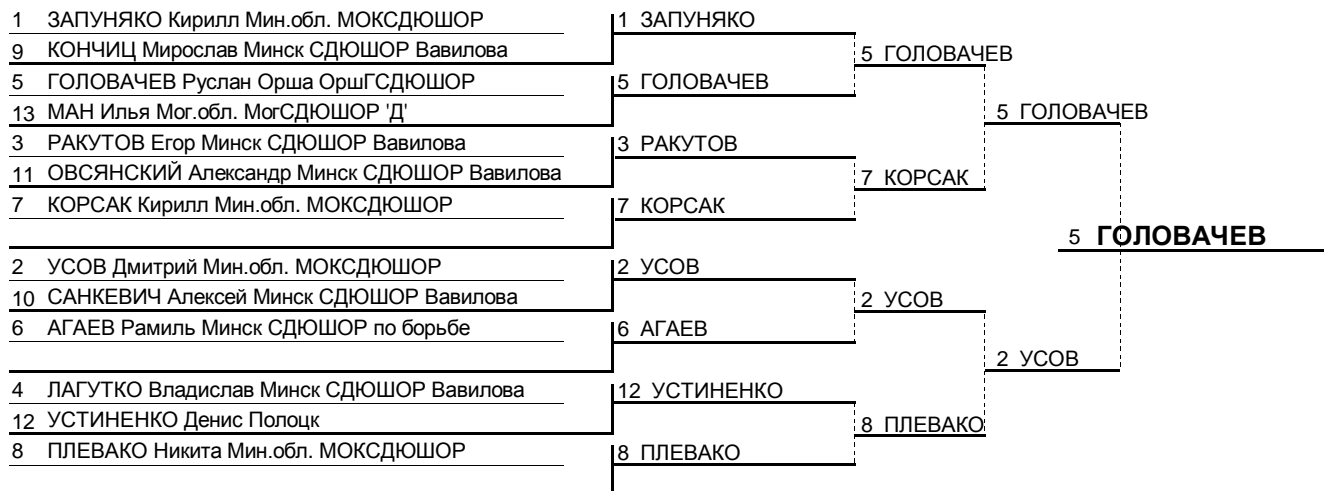 1 ЗАПУНЯКО Кирилл Мин.обл. МОКСДЮШОР
1 ЗАПУНЯКО
9 КОНЧИЦ Мирослав Минск СДЮШОР Вавилова
5 ГОЛОВАЧЕВ
5 ГОЛОВАЧЕВ Руслан Орша ОршГСДЮШОР
5 ГОЛОВАЧЕВ
13 МАН Илья Мог.обл. МогСДЮШОР 'Д'
5 ГОЛОВАЧЕВ
3 РАКУТОВ Егор Минск СДЮШОР Вавилова
3 РАКУТОВ
11 ОВСЯНСКИЙ Александр Минск СДЮШОР Вавилова
7 КОРСАК
7 КОРСАК Кирилл Мин.обл. МОКСДЮШОР
7 КОРСАК
5 ГОЛОВАЧЕВ
2 УСОВ Дмитрий Мин.обл. МОКСДЮШОР
2 УСОВ
10 САНКЕВИЧ Алексей Минск СДЮШОР Вавилова
2 УСОВ
6 АГАЕВ Рамиль Минск СДЮШОР по борьбе
6 АГАЕВ
2 УСОВ
4 ЛАГУТКО Владислав Минск СДЮШОР Вавилова
12 УСТИНЕНКО
12 УСТИНЕНКО Денис Полоцк
8 ПЛЕВАКО
8 ПЛЕВАКО Никита Мин.обл. МОКСДЮШОР
8 ПЛЕВАКО